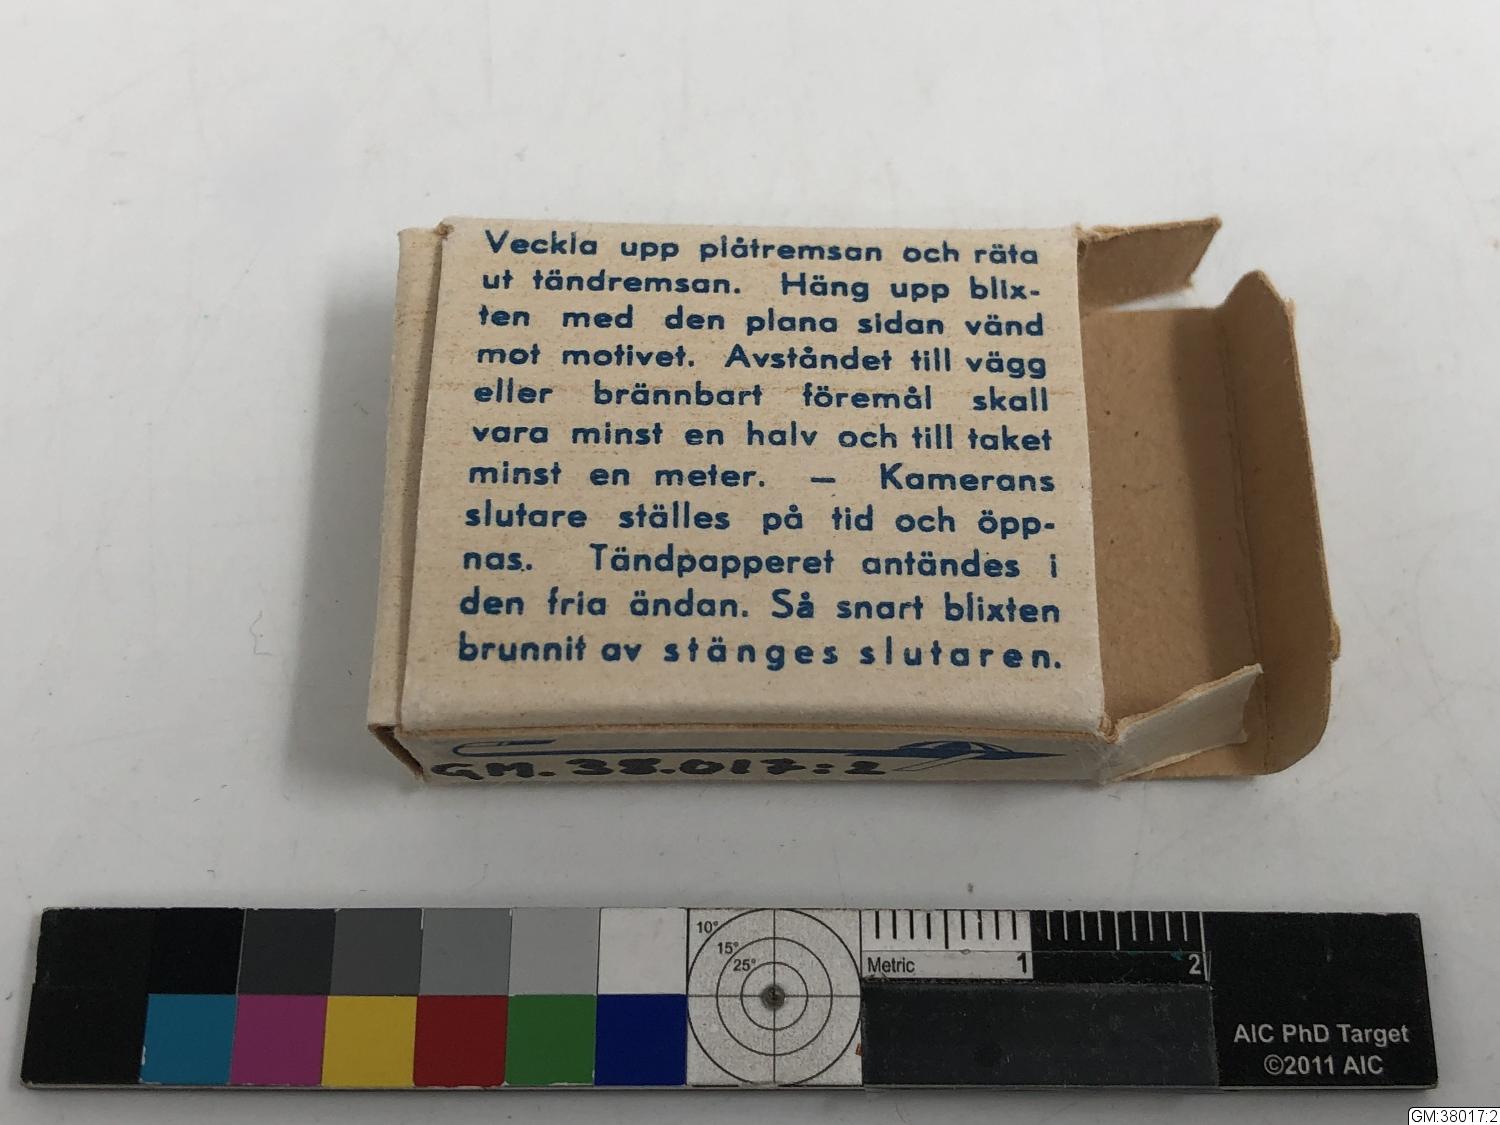 Veckla upp plåtremsan och räta
ut tändremsan. Häng upp blix-
ten med den plana sidan vänd
mot motivet. Avståndet till vägg
eller brännbart föremål skall
vara minst en halv och till taket
minst en meter. — Kamerans
slutare ställes på tid och öpp-
nas. Tändpapperet antändes i
den fria ändan. Så snart blixten
brunnit av stänges slutaren.
GM. 38.017:2
10° 15° 25°
Metric 1 2
AIC PhD Target
©2011 AIC
GM:38017:2